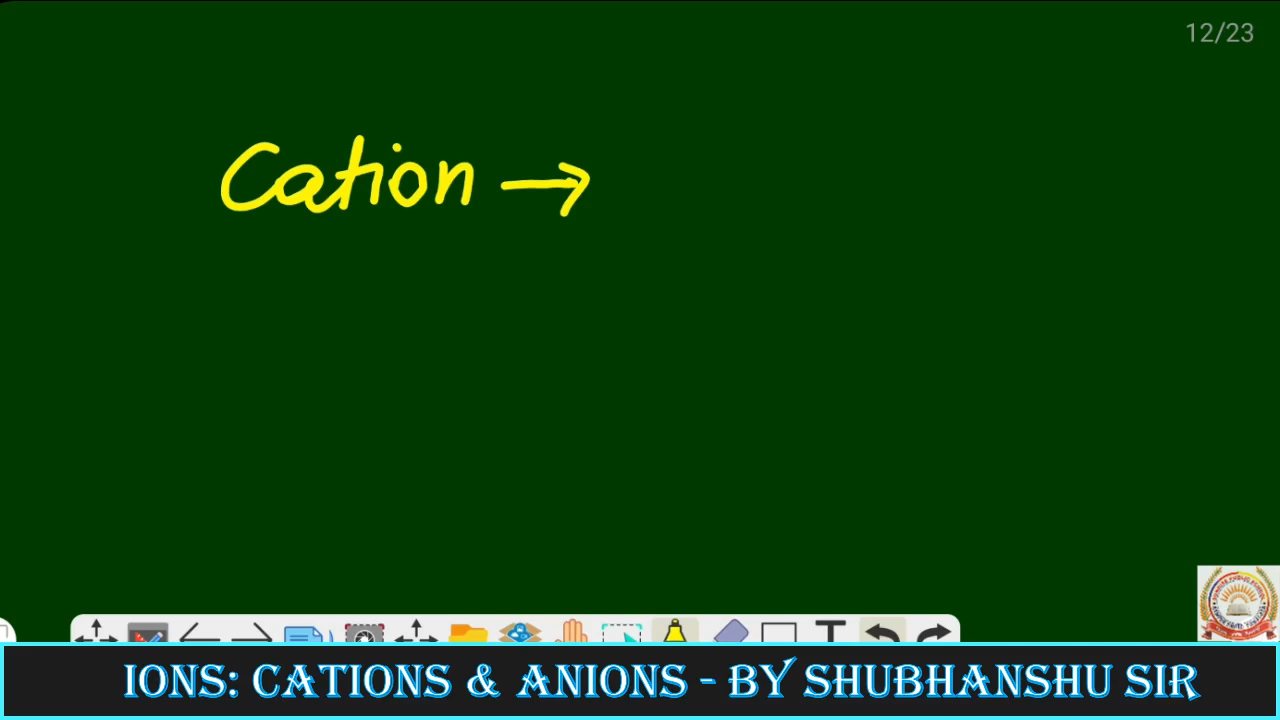 12/23
Cation →
T
IONS: CATIONS & ANIONS - BY SHUBHANSHU SIR